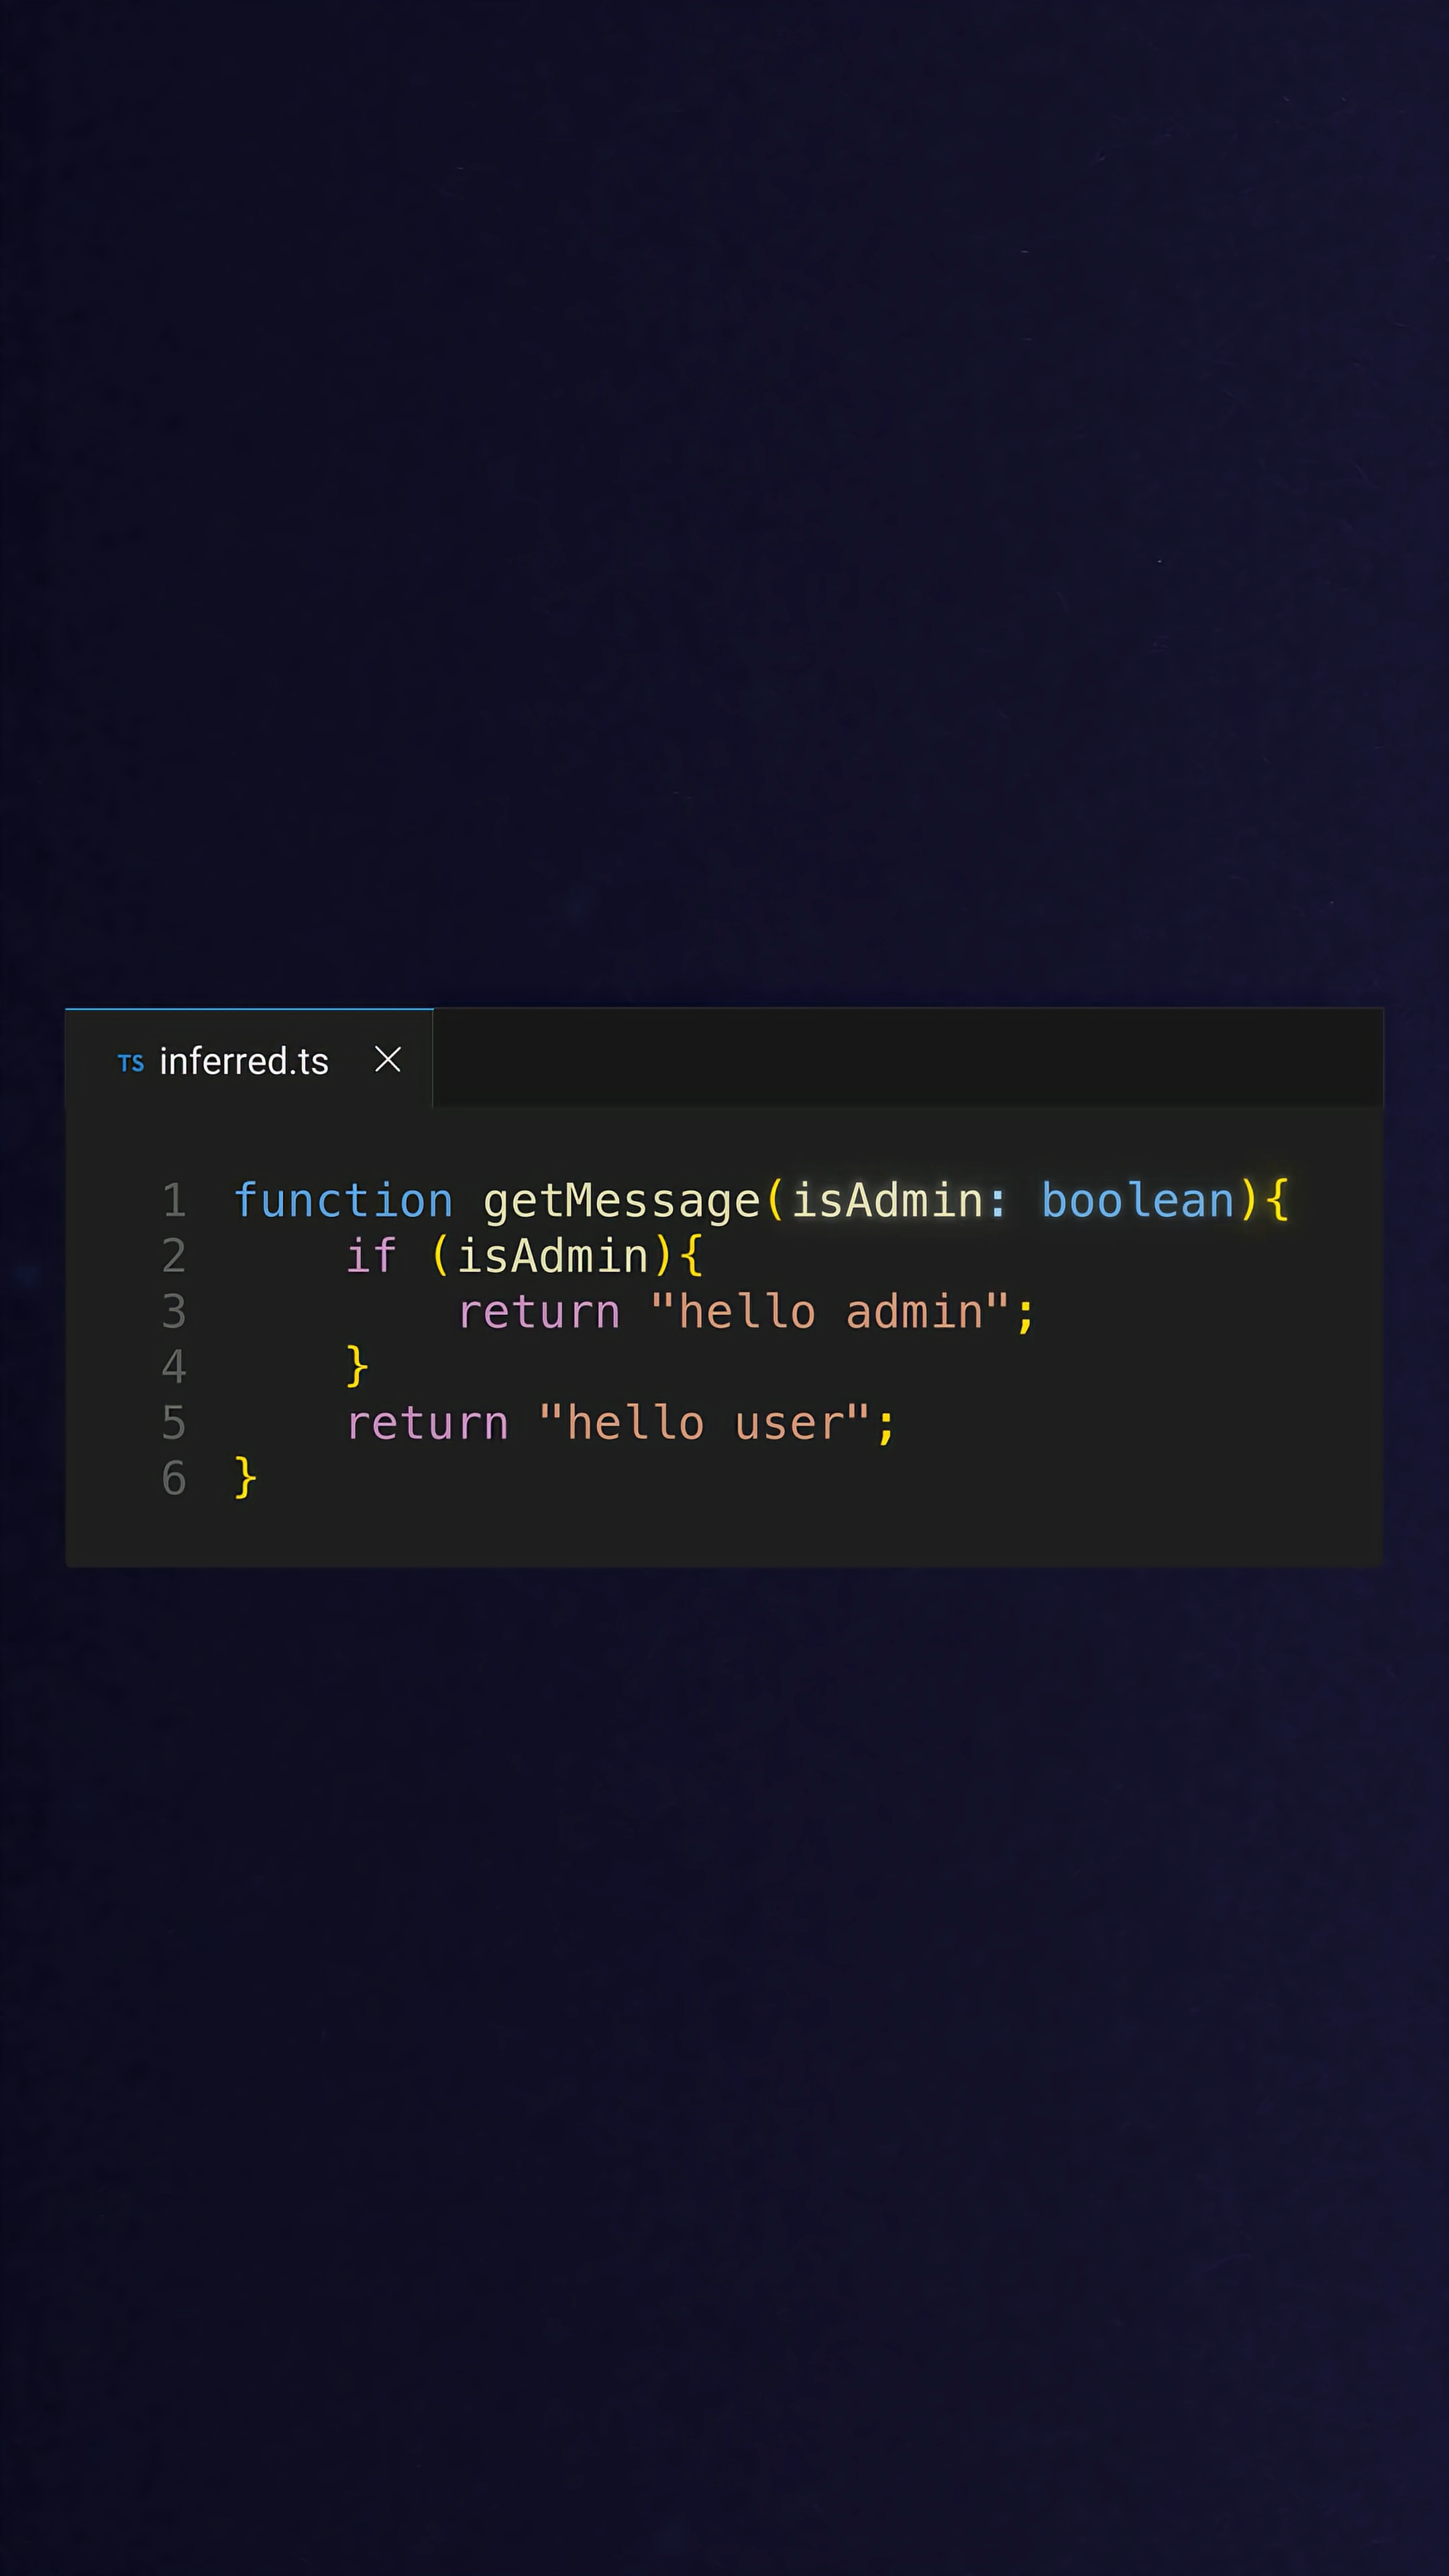 TS inferred.ts ×
1 function getMessage(isAdmin: boolean){
2     if (isAdmin){
3         return "hello admin";
4     }
5     return "hello user";
6 }